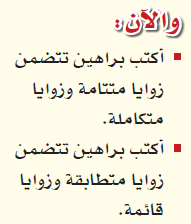 والآن:
أكتب براهين تتضمن
زوايا متتامة وزوايا
متكاملة.
أكتب براهين تتضمن
زوايا متطابقة وزوايا
قائمة.